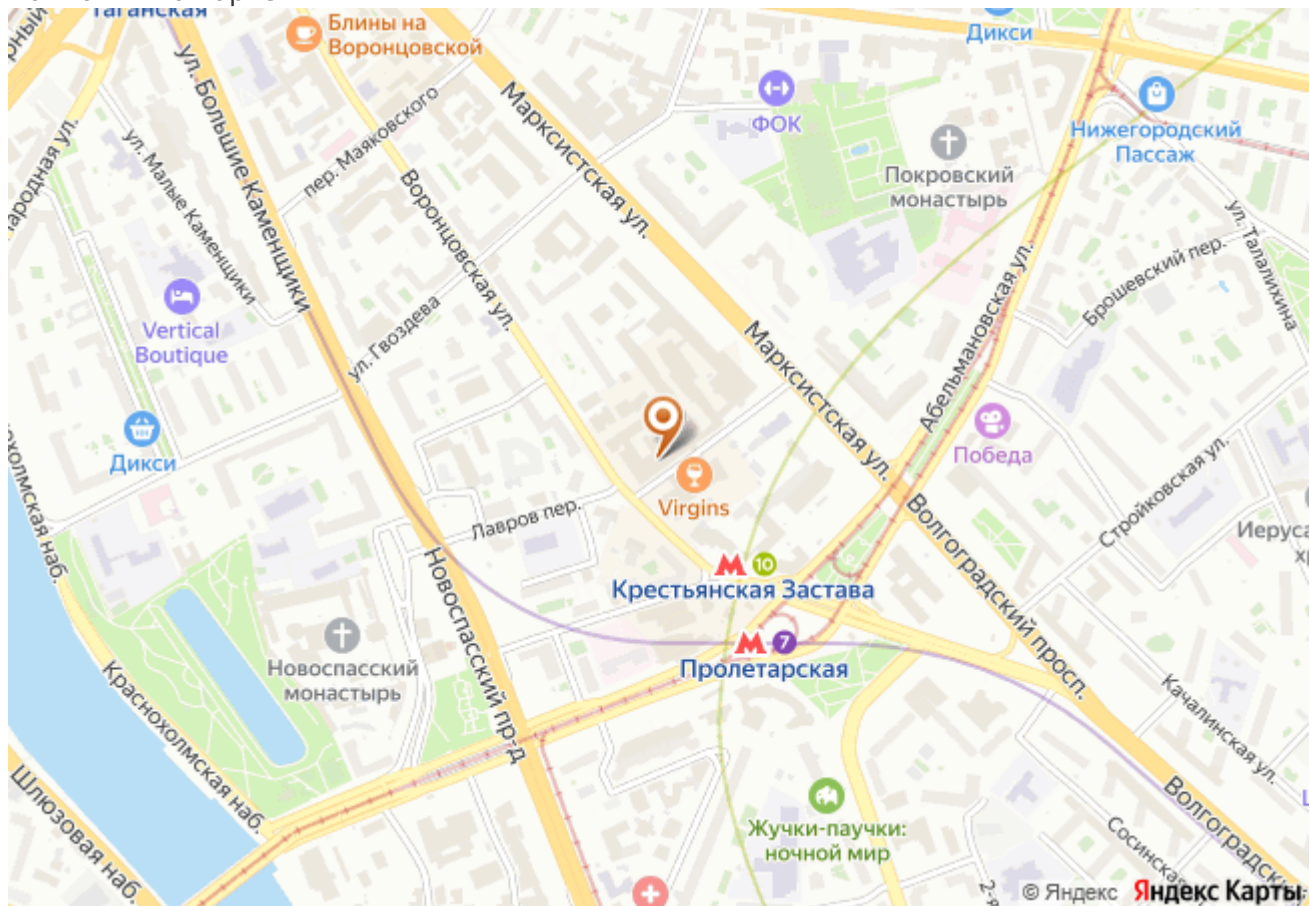 Таганская
Блины на
Воронцовской
Дикси
ул. Большие Каменщики
пер. Маяковского
Марксистская ул.
ФОК
Нижегородский
Пассаж
Покровский
монастырь
ул. Малые Каменщики
Воронцовская ул.
ул. Талалихина
Брошевский пер.
Абельмановская ул.
Vertical
Boutique
ул. Гвоздева
Марксистская ул.
Дикси
Победа
Virgins
Лавров пер.
Стройковская ул.
10
Крестьянская Застава
7
Пролетарская
Новоспасский
монастырь
Новоспасский пр-д
Волгоградский просп.
Краснохолмская наб.
Качалинская ул.
Шлюзовая наб.
Жучки-паучки:
ночной мир
© Яндекс Яндекс Карты